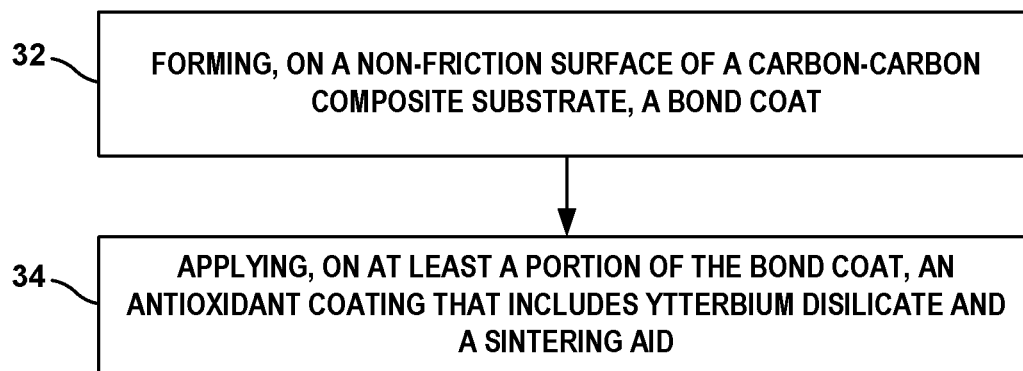 32
FORMING, ON A NON-FRICTION SURFACE OF A CARBON-CARBON
COMPOSITE SUBSTRATE, A BOND COAT
34
APPLYING, ON AT LEAST A PORTION OF THE BOND COAT, AN
ANTIOXIDANT COATING THAT INCLUDES YTTERBIUM DISILICATE AND
A SINTERING AID